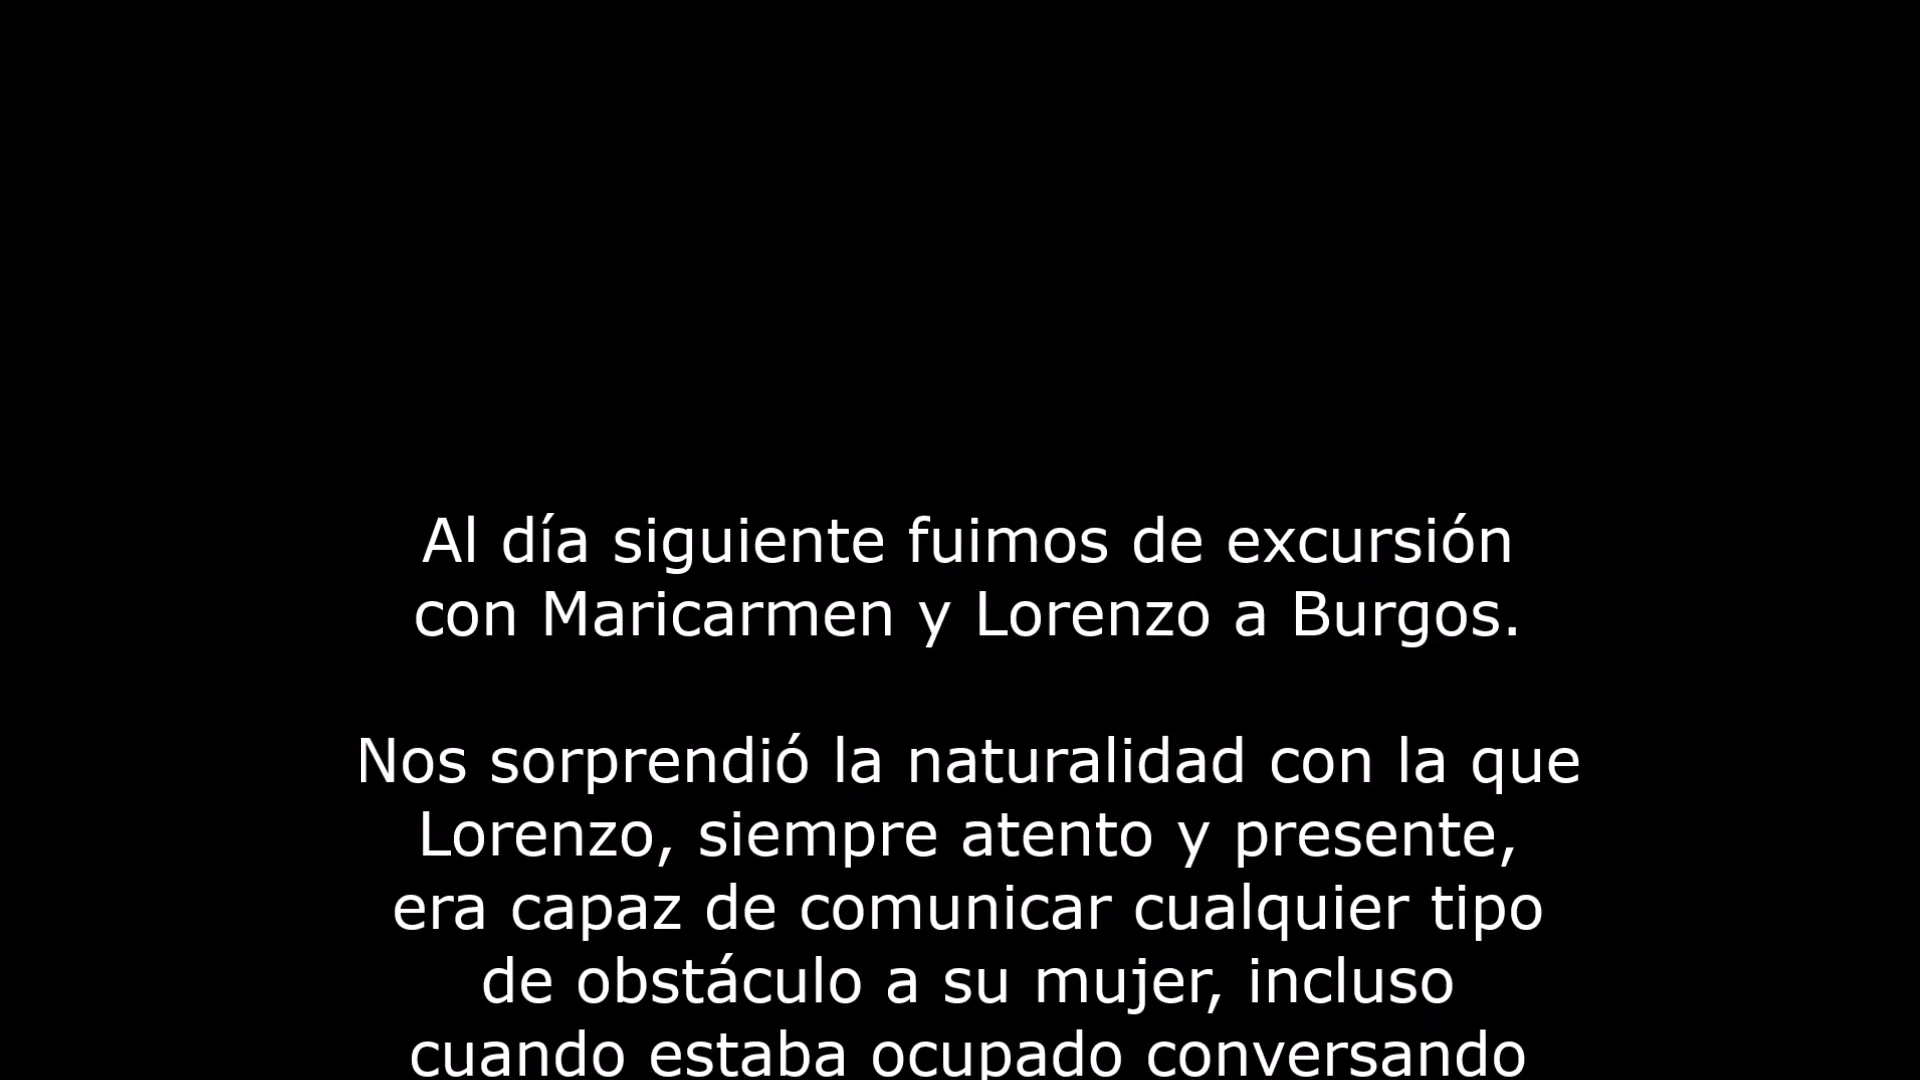 Al día siguiente fuimos de excursión
con Maricarmen y Lorenzo a Burgos.
Nos sorprendió la naturalidad con la que
Lorenzo, siempre atento y presente,
era capaz de comunicar cualquier tipo
de obstáculo a su mujer, incluso
cuando estaba ocupado conversando